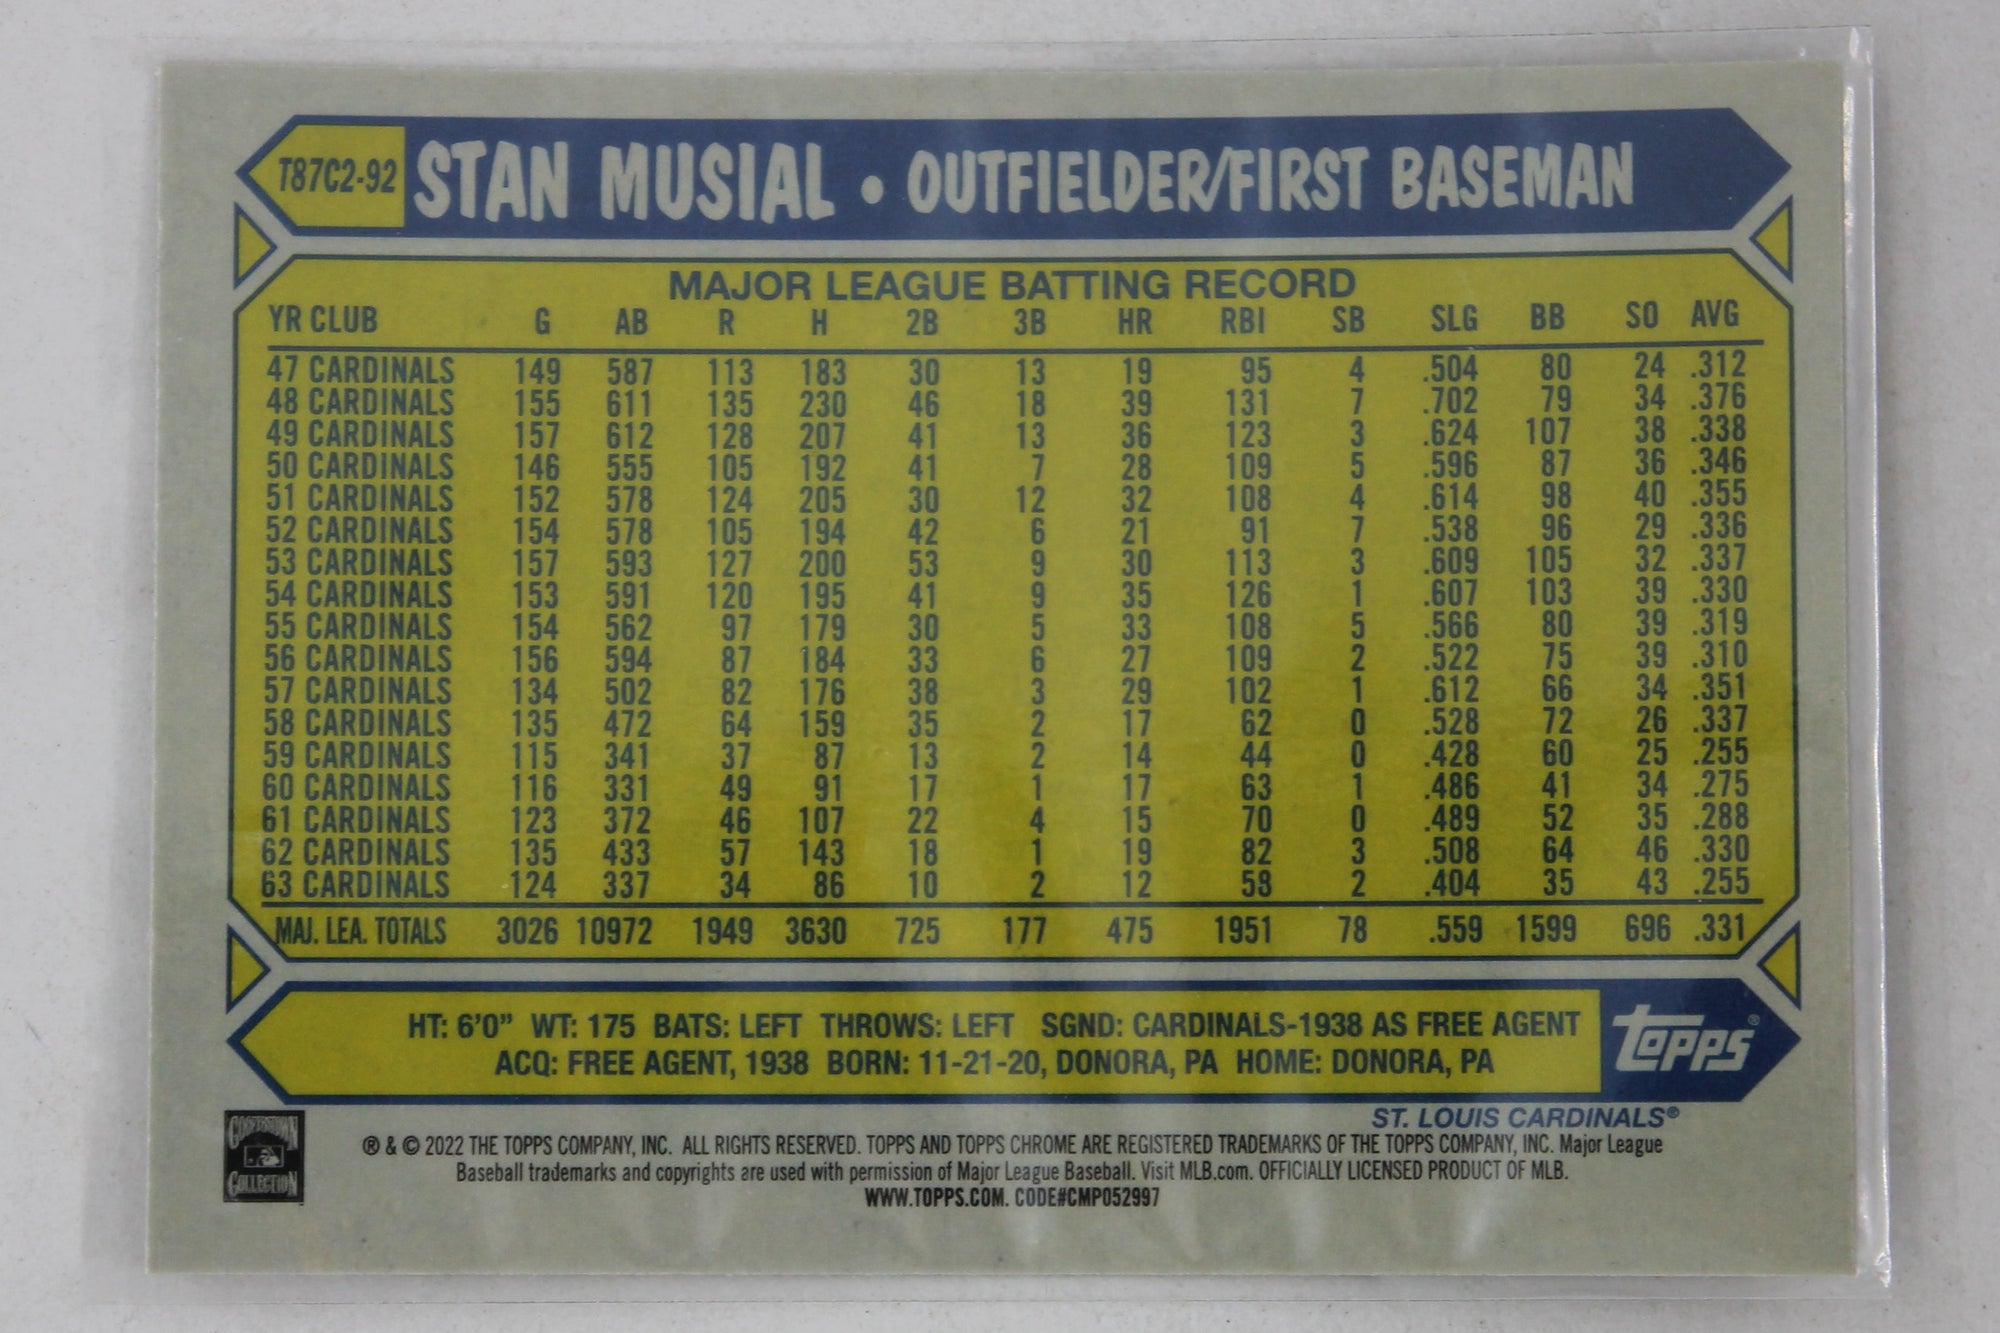 T87C2-92 STAN MUSIAL • OUTFIELDER/FIRST BASEMAN
MAJOR LEAGUE BATTING RECORD
YR CLUB G AB R H 2B 3B HR RBI SB SLG BB SO AVG
47 CARDINALS 149 587 113 183 30 13 19 95 4 .504 80 24 .312
48 CARDINALS 155 611 135 230 46 18 39 131 7 .702 79 34 .376
49 CARDINALS 157 612 128 207 41 13 36 123 3 .624 107 38 .338
50 CARDINALS 146 555 105 192 41 7 28 109 5 .596 87 36 .346
51 CARDINALS 152 578 124 205 30 12 32 108 4 .614 98 40 .355
52 CARDINALS 154 578 105 194 42 6 21 91 7 .538 96 29 .336
53 CARDINALS 157 593 127 200 53 9 30 113 3 .609 105 32 .337
54 CARDINALS 153 591 120 195 41 9 35 126 1 .607 103 39 .330
55 CARDINALS 154 562 97 179 30 5 33 108 5 .566 80 39 .319
56 CARDINALS 156 594 87 184 33 6 27 109 2 .522 75 39 .310
57 CARDINALS 134 502 82 176 38 3 29 102 1 .612 66 34 .351
58 CARDINALS 135 472 64 159 35 2 17 62 0 .528 72 26 .337
59 CARDINALS 115 341 37 87 13 2 14 44 0 .428 60 25 .255
60 CARDINALS 116 331 49 91 17 1 17 63 1 .486 41 34 .275
61 CARDINALS 123 372 46 107 22 4 15 70 0 .489 52 35 .288
62 CARDINALS 135 433 57 143 18 1 19 82 3 .508 64 46 .330
63 CARDINALS 124 337 34 86 10 2 12 58 2 .404 35 43 .255
MAJ. LEA. TOTALS 3026 10972 1949 3630 725 177 475 1951 78 .559 1599 696 .331
HT: 6'0" WT: 175 BATS: LEFT THROWS: LEFT SGND: CARDINALS-1938 AS FREE AGENT
ACQ: FREE AGENT, 1938 BORN: 11-21-20, DONORA, PA HOME: DONORA, PA
Topps®
ST. LOUIS CARDINALS®
COOPERSTOWN
COLLECTION
® & © 2022 THE TOPPS COMPANY, INC. ALL RIGHTS RESERVED. TOPPS AND TOPPS CHROME ARE REGISTERED TRADEMARKS OF THE TOPPS COMPANY, INC. Major League
Baseball trademarks and copyrights are used with permission of Major League Baseball. Visit MLB.com. OFFICIALLY LICENSED PRODUCT OF MLB.
WWW.TOPPS.COM. CODE#CMP052997